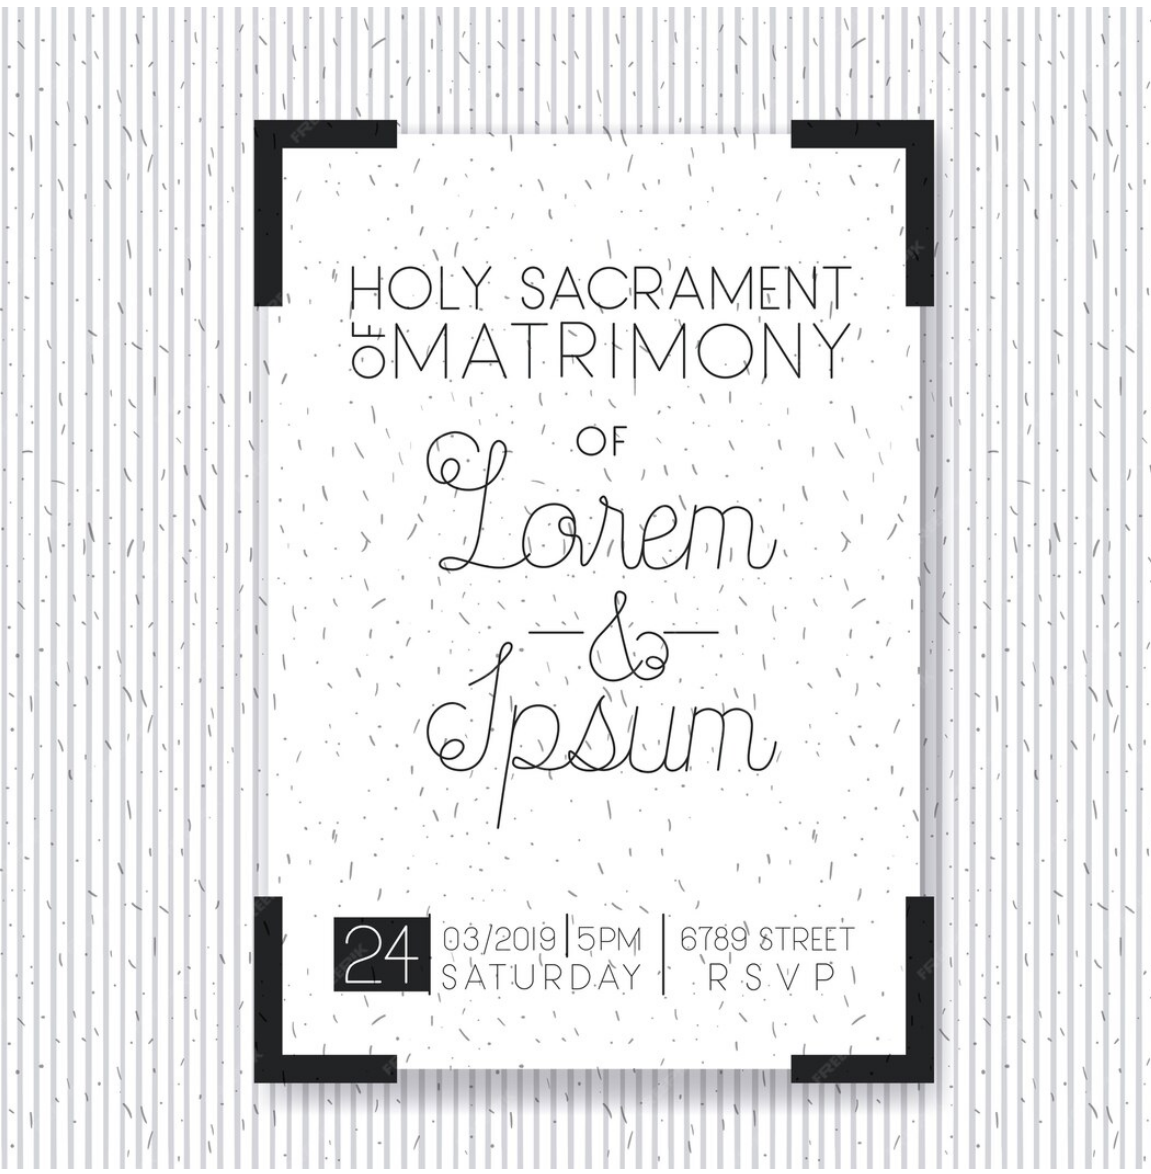 HOLY SACRAMENT
OF MATRIMONY
OF
Lorem
&
Ipsum
24 03/2019 5PM 6789 STREET
SATURDAY RSVP